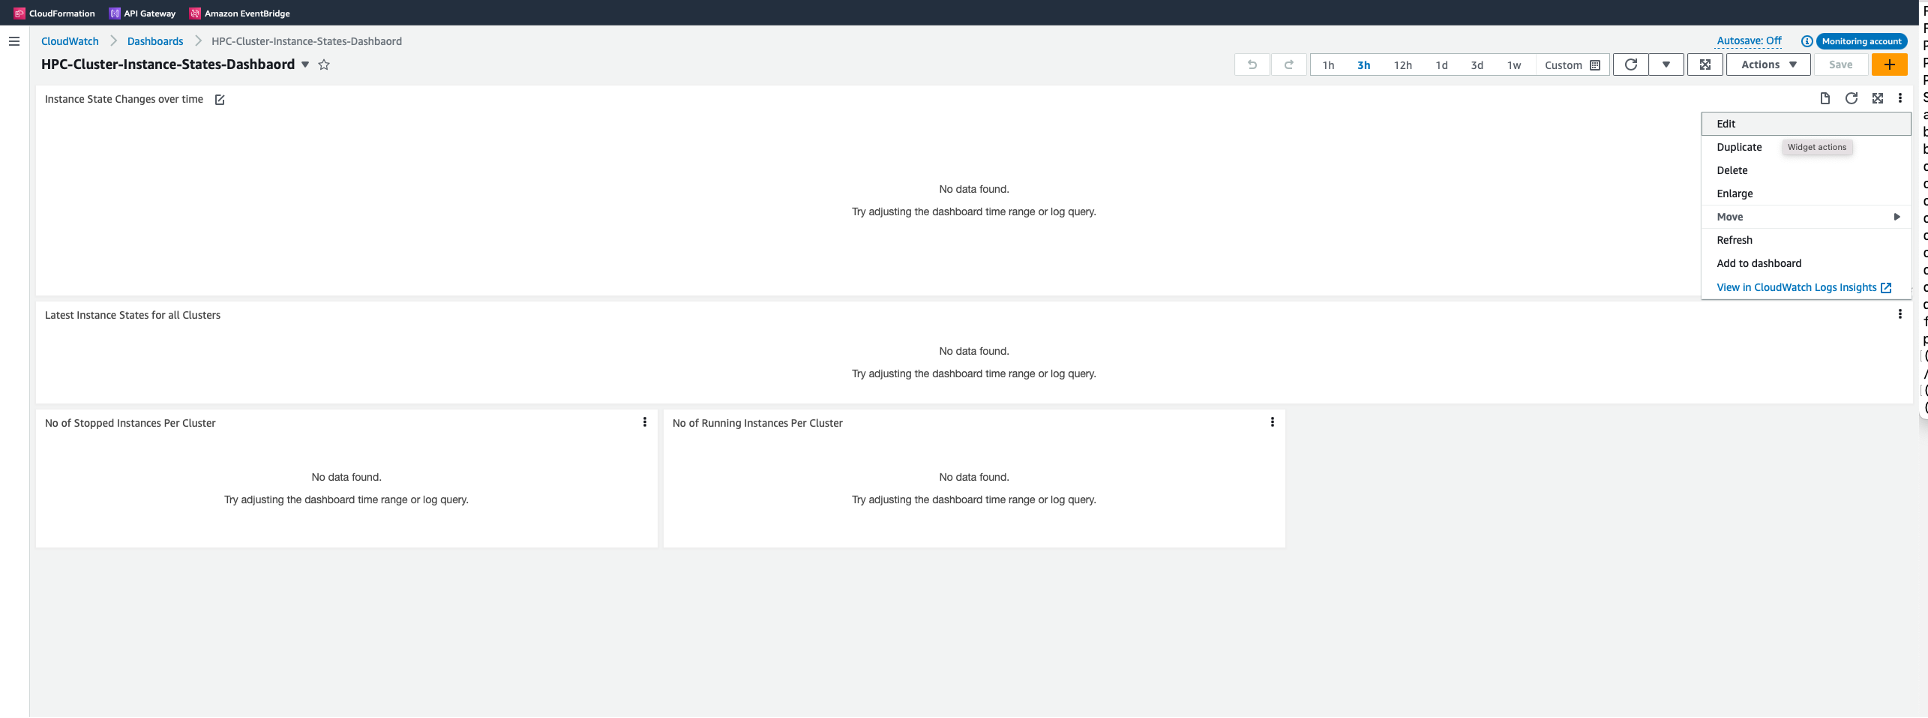 CloudFormation API Gateway Amazon EventBridge
CloudWatch Dashboards HPC-Cluster-Instance-States-Dashbaord
Autosave: Off Monitoring account
HPC-Cluster-Instance-States-Dashbaord
1h 3h 12h 1d 3d 1w Custom Actions Save
Instance State Changes over time
No data found.
Try adjusting the dashboard time range or log query.
Edit
Duplicate
Widget actions
Delete
Enlarge
Move
Refresh
Add to dashboard
View in CloudWatch Logs Insights
Latest Instance States for all Clusters
No data found.
Try adjusting the dashboard time range or log query.
No of Stopped Instances Per Cluster
No data found.
Try adjusting the dashboard time range or log query.
No of Running Instances Per Cluster
No data found.
Try adjusting the dashboard time range or log query.